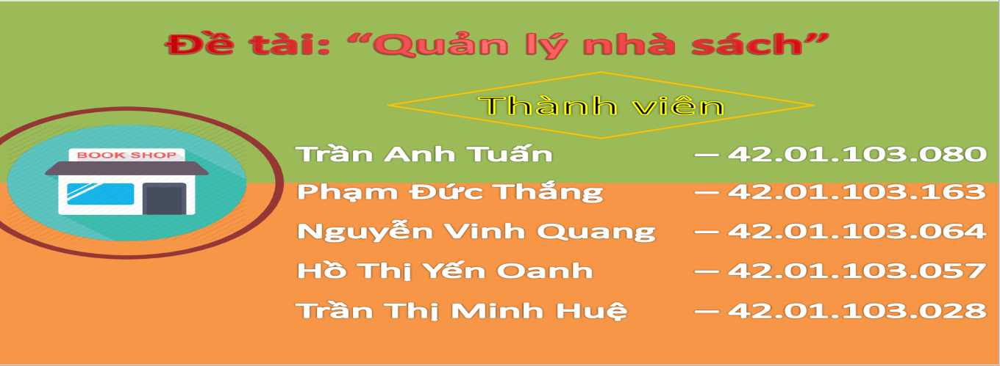 Đề tài: “Quản lý nhà sách”
Thành viên
BOOK SHOP
Trần Anh Tuấn – 42.01.103.080
Phạm Đức Thắng – 42.01.103.163
Nguyễn Vinh Quang – 42.01.103.064
Hồ Thị Yến Oanh – 42.01.103.057
Trần Thị Minh Huệ – 42.01.103.028